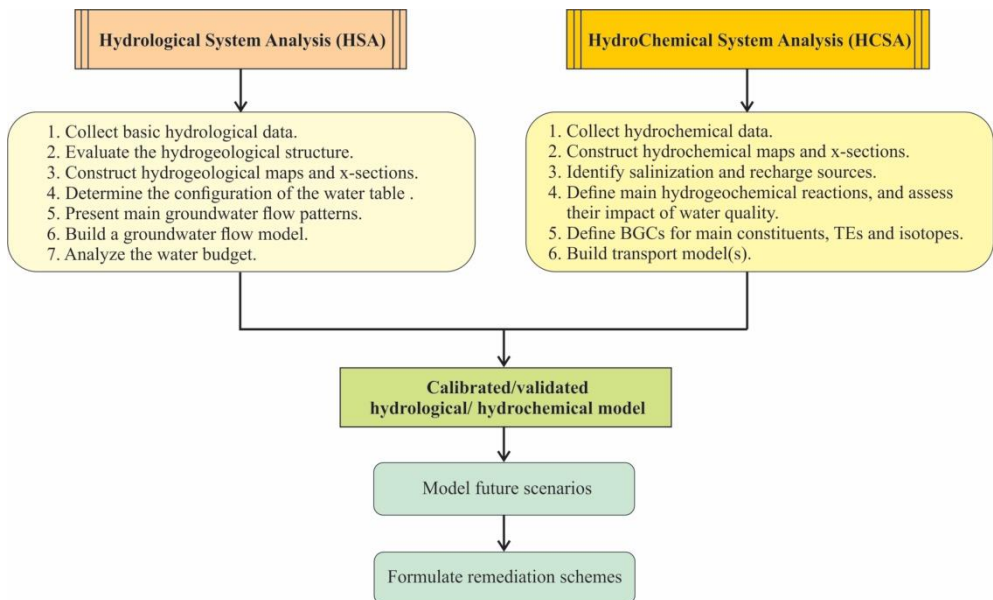 Hydrological System Analysis (HSA)
1. Collect basic hydrological data.
2. Evaluate the hydrogeological structure.
3. Construct hydrogeological maps and x-sections.
4. Determine the configuration of the water table .
5. Present main groundwater flow patterns.
6. Build a groundwater flow model.
7. Analyze the water budget.
HydroChemical System Analysis (HCSA)
1. Collect hydrochemical data.
2. Construct hydrochemical maps and x-sections.
3. Identify salinization and recharge sources.
4. Define main hydrogeochemical reactions, and assess
their impact of water quality.
5. Define BGCs for main constituents, TEs and isotopes.
6. Build transport model(s).
Calibrated/validated
hydrological/ hydrochemical model
Model future scenarios
Formulate remediation schemes